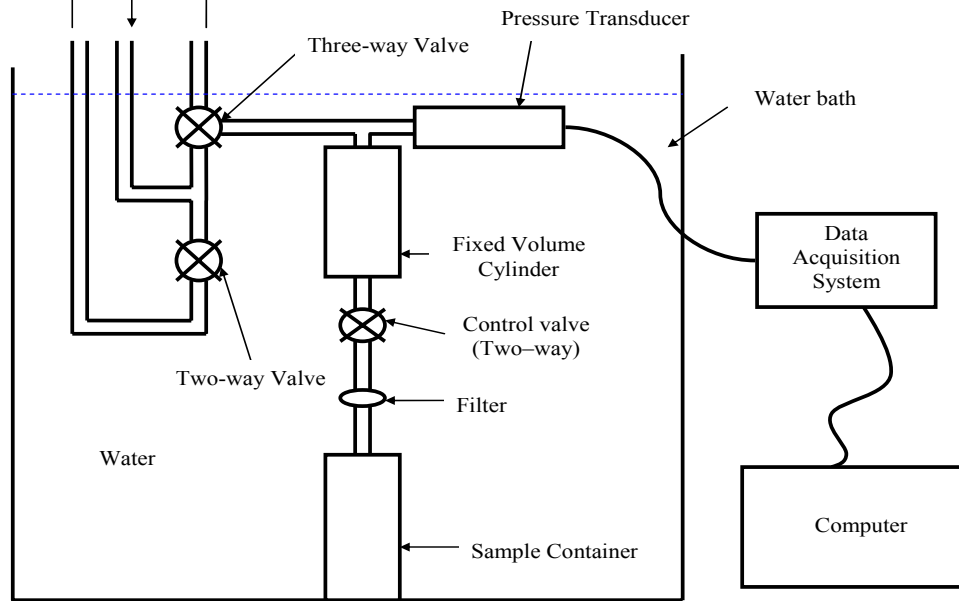 Pressure Transducer
Three-way Valve
Water bath
Data
Acquisition
System
Fixed Volume
Cylinder
Control valve
(Two–way)
Two-way Valve
Filter
Water
Computer
Sample Container